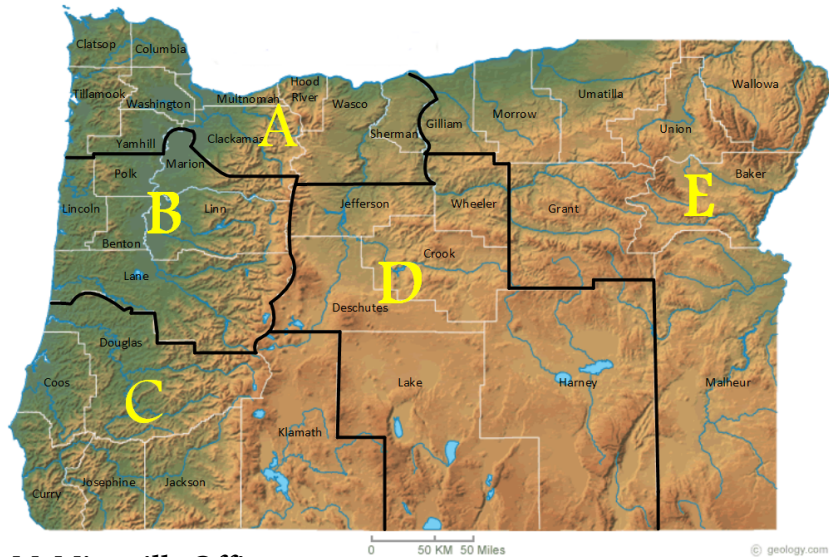 Clatsop
Columbia
Tillamook
Washington
Multnomah
Hood
River
Wasco
Sherman
Gilliam
Morrow
Umatilla
Wallowa
Union
Yamhill
Clackamas
A
Marion
Polk
Baker
Lincoln
B
Linn
Jefferson
Wheeler
Grant
E
Benton
Lane
Crook
D
Deschutes
Douglas
Coos
C
Lake
Harney
Malheur
Klamath
Curry
Josephine
Jackson
0 50 KM 50 Miles
© geology.com